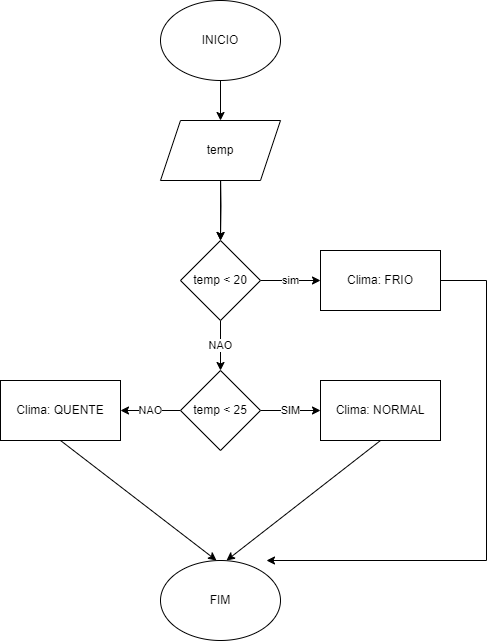 INICIO
temp
temp < 20
sim
Clima: FRIO
NAO
Clima: QUENTE
NAO
temp < 25
SIM
Clima: NORMAL
FIM